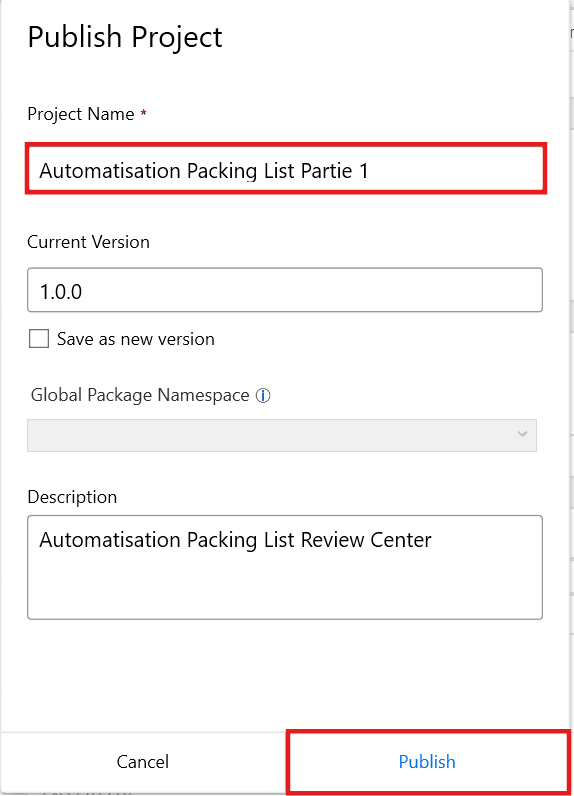 Publish Project
Project Name *
Automatisation Packing List Partie 1
Current Version
1.0.0
Save as new version
Global Package Namespace ⓘ
Description
Automatisation Packing List Review Center
Cancel
Publish